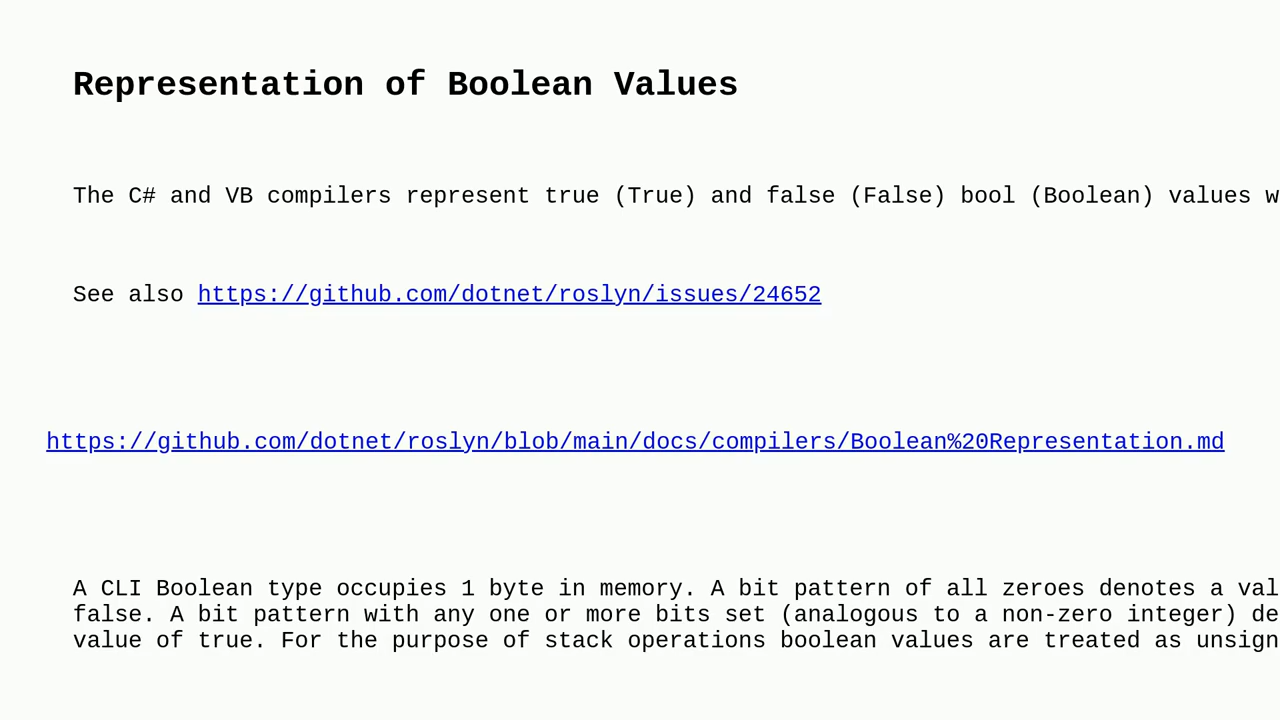 Representation of Boolean Values
The C# and VB compilers represent true (True) and false (False) bool (Boolean) values
See also https://github.com/dotnet/roslyn/issues/24652
https://github.com/dotnet/roslyn/blob/main/docs/compilers/Boolean%20Representation.md
A CLI Boolean type occupies 1 byte in memory. A bit pattern of all zeroes denotes a
false. A bit pattern with any one or more bits set (analogous to a non-zero integer)
value of true. For the purpose of stack operations boolean values are treated as